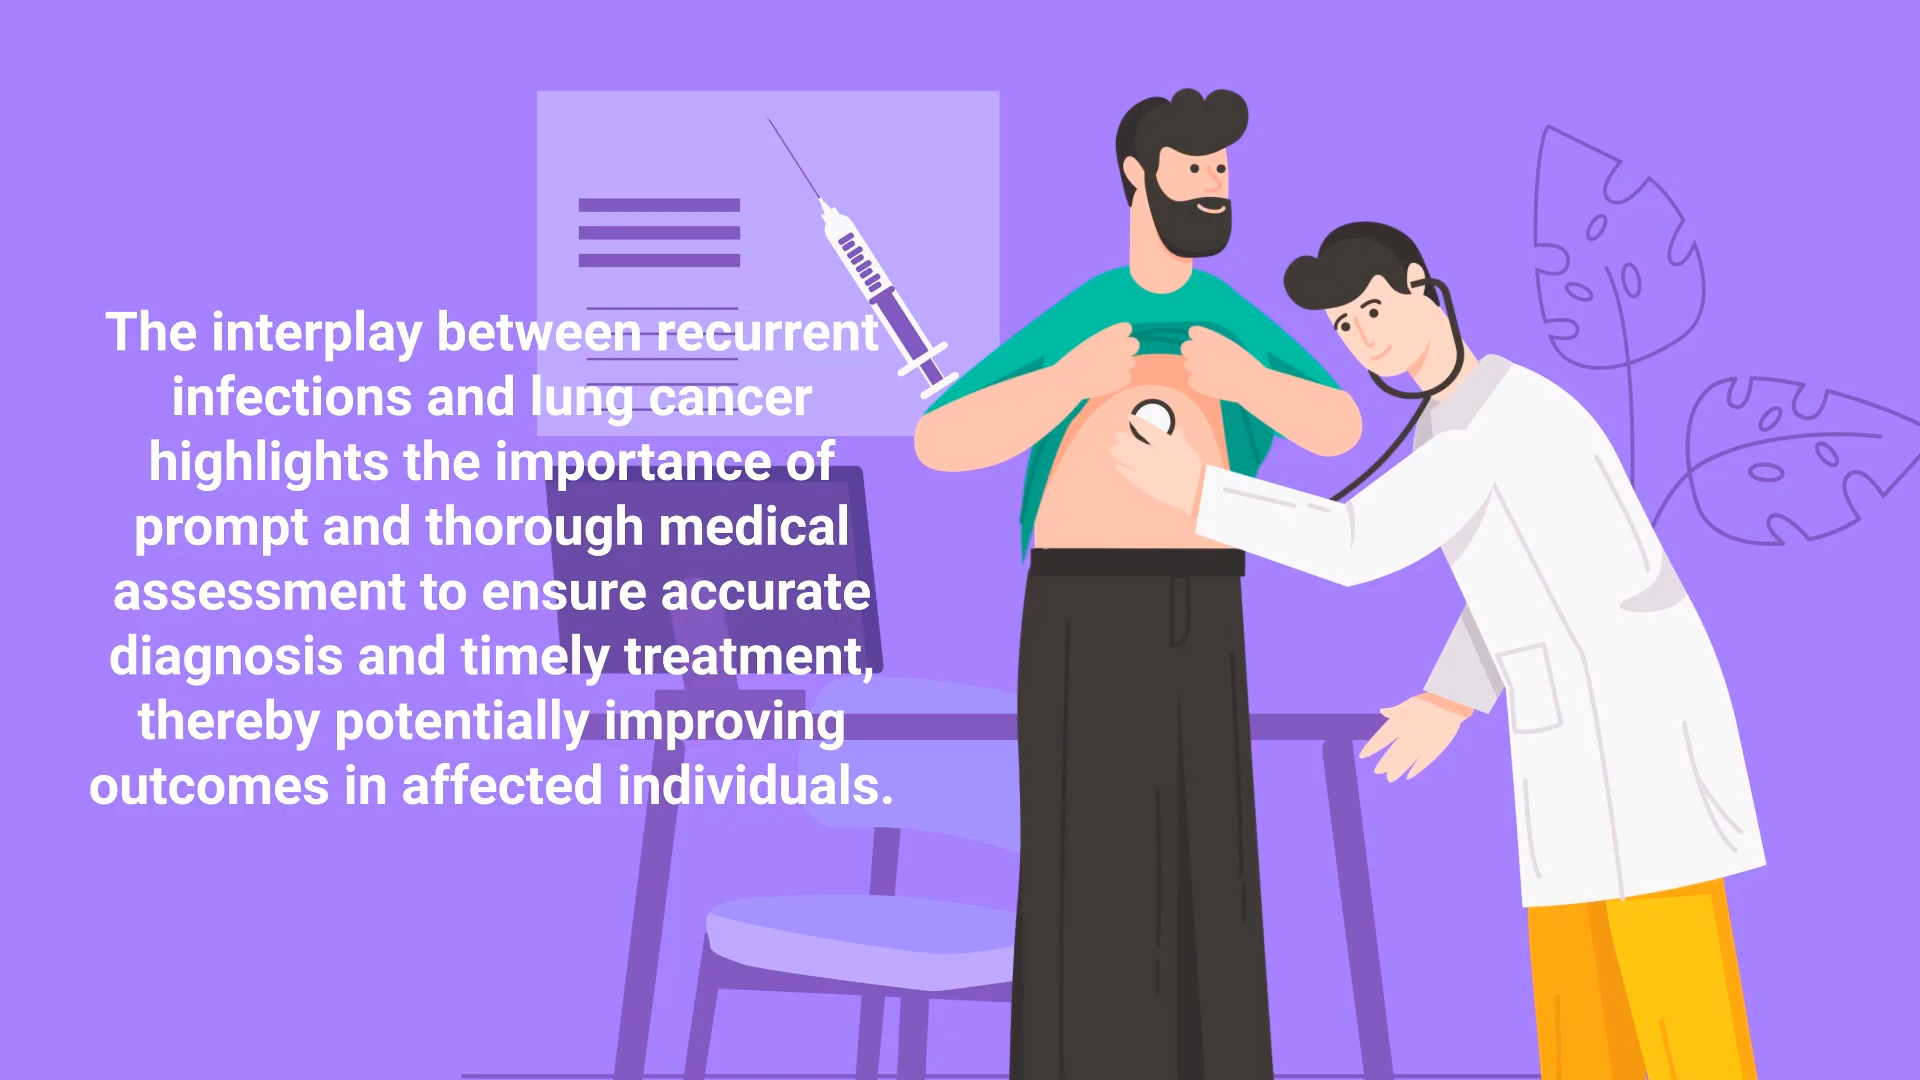 The interplay between recurrent
infections and lung cancer
highlights the importance of
prompt and thorough medical
assessment to ensure accurate
diagnosis and timely treatment,
thereby potentially improving
outcomes in affected individuals.